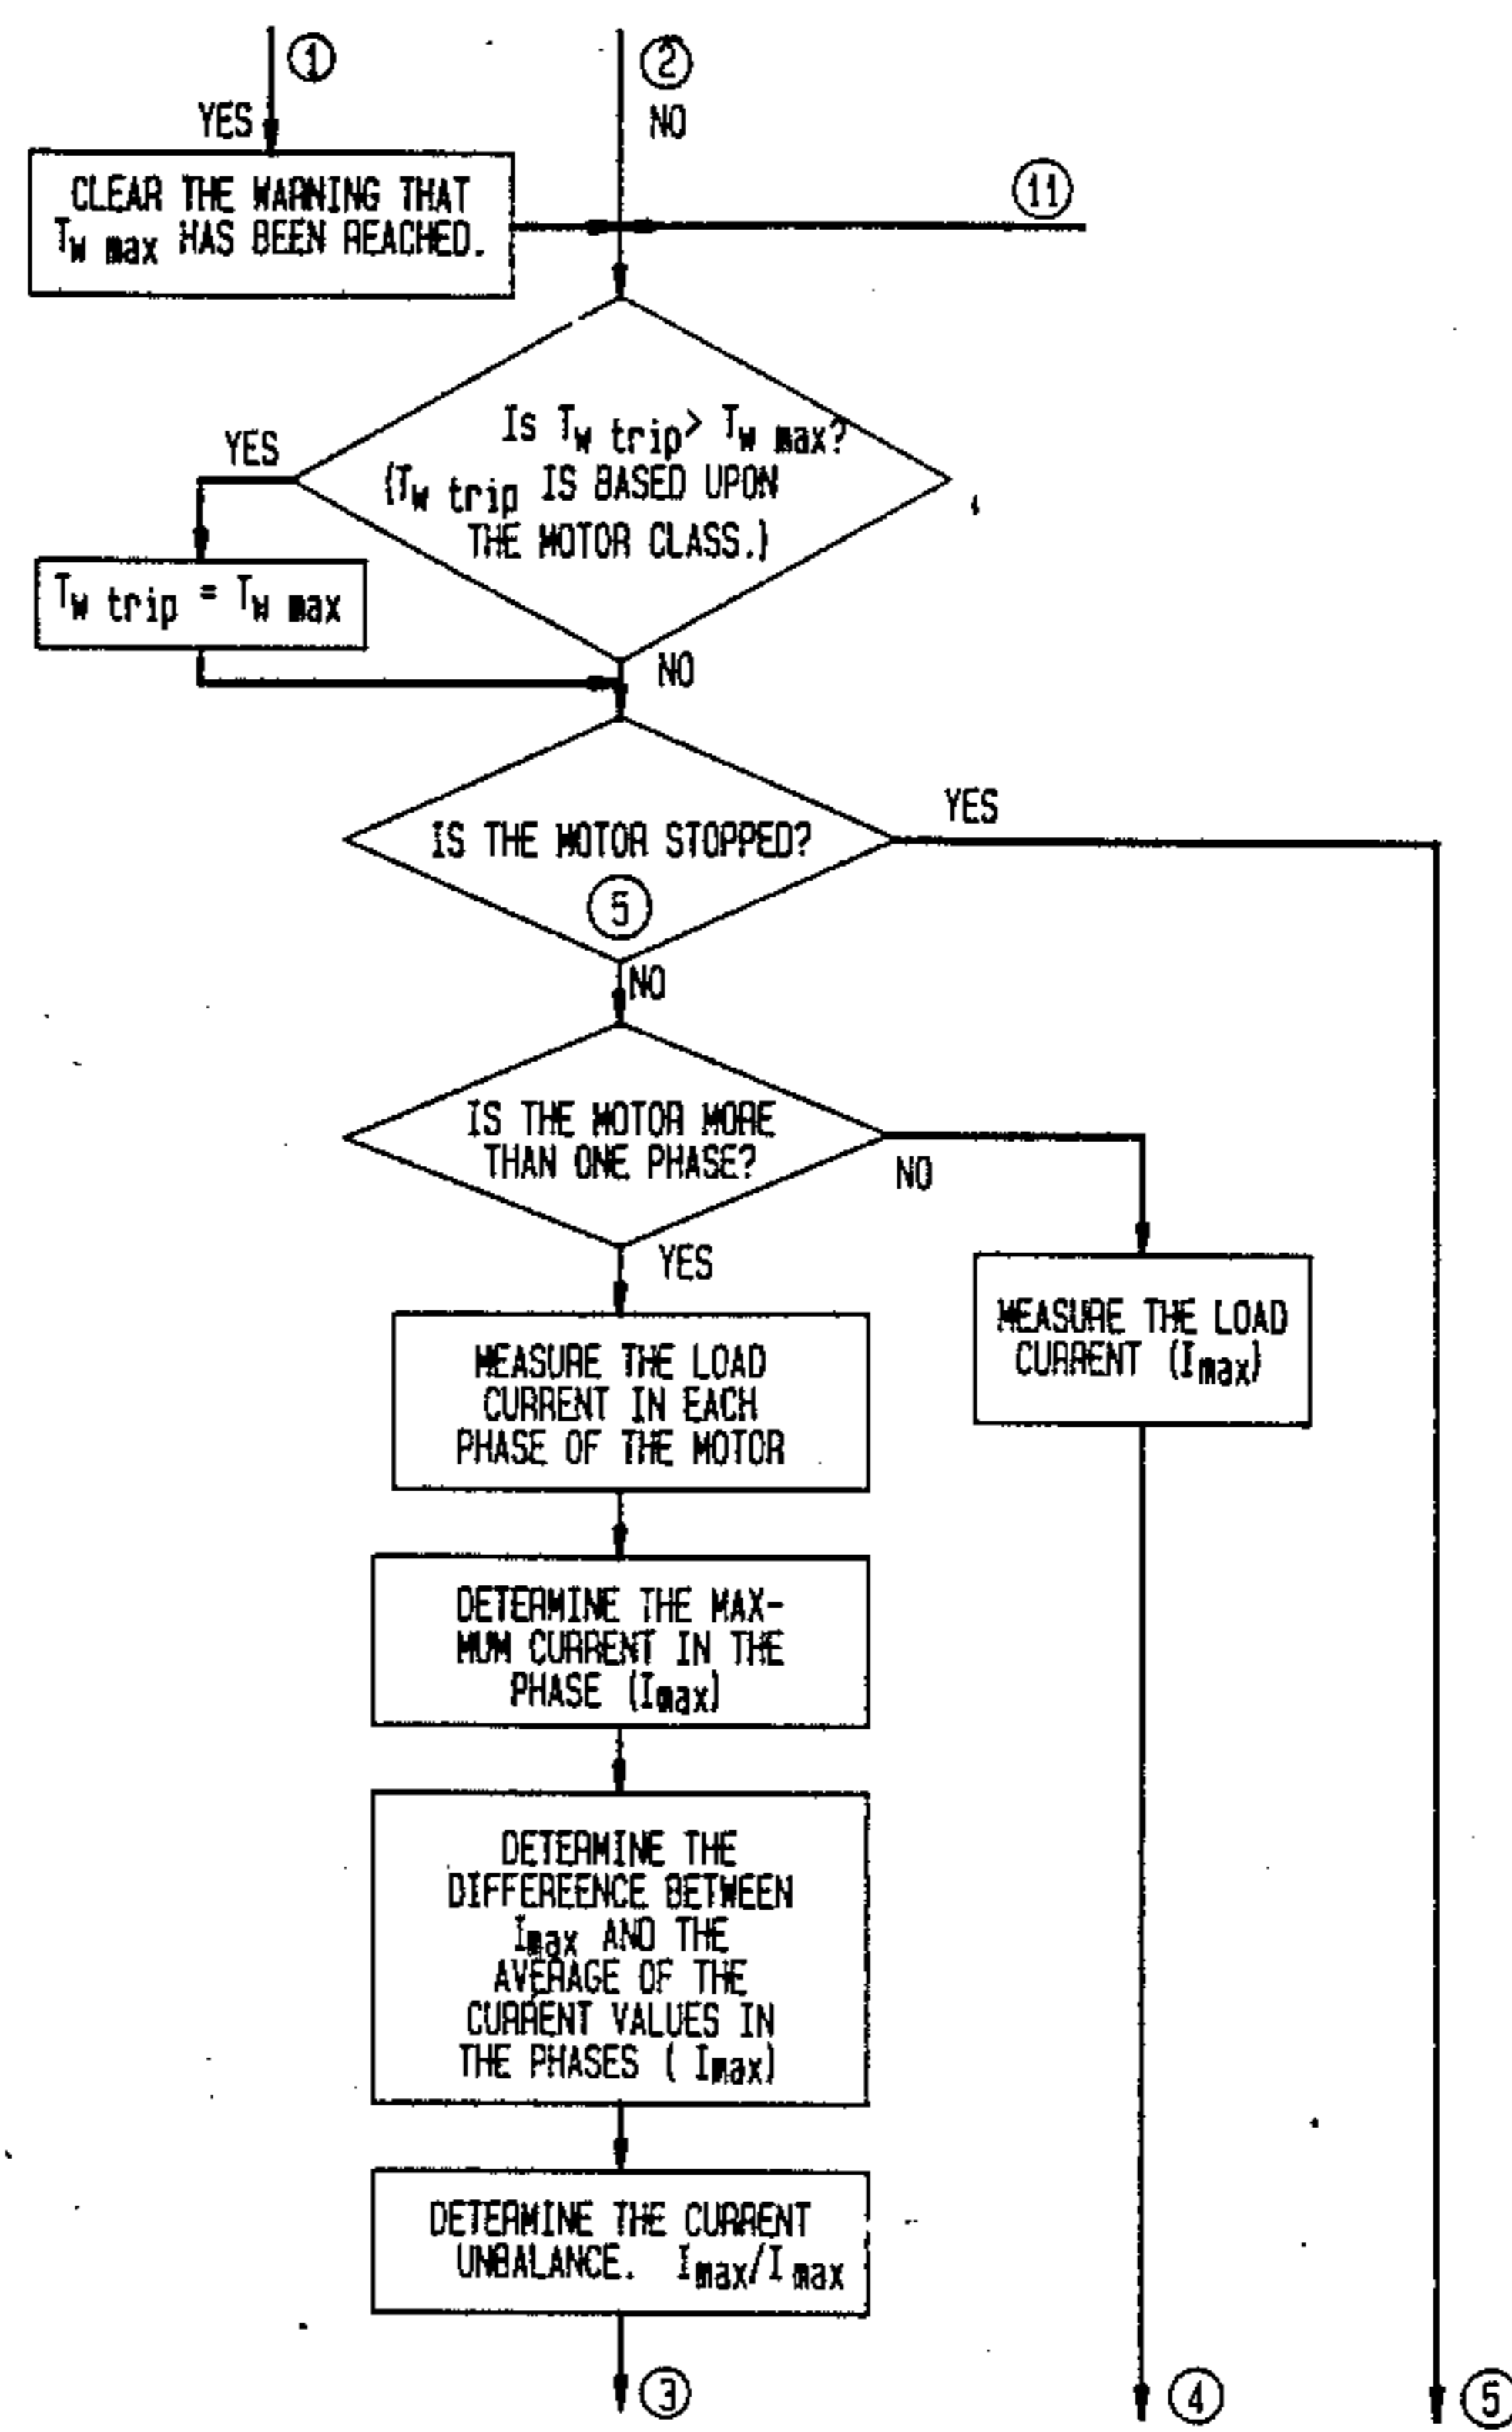 1
2
YES
NO
11
CLEAR THE WARNING THAT
Tw max HAS BEEN REACHED.
Is Tw trip> Tw max?
(Tw trip IS BASED UPON
THE MOTOR CLASS.)
YES
Tw trip = Tw max
NO
IS THE MOTOR STOPPED?
5
YES
NO
IS THE MOTOR MORE
THAN ONE PHASE?
NO
YES
MEASURE THE LOAD
CURRENT (Imax)
MEASURE THE LOAD
CURRENT IN EACH
PHASE OF THE MOTOR
DETERMINE THE MAX-
MUM CURRENT IN THE
PHASE (Imax)
DETERMINE THE
DIFFEREENCE BETWEEN
Imax AND THE
AVERAGE OF THE
CURRENT VALUES IN
THE PHASES ( Imax)
DETERMINE THE CURRENT
UNBALANCE. Imax/Imax
3
4
5